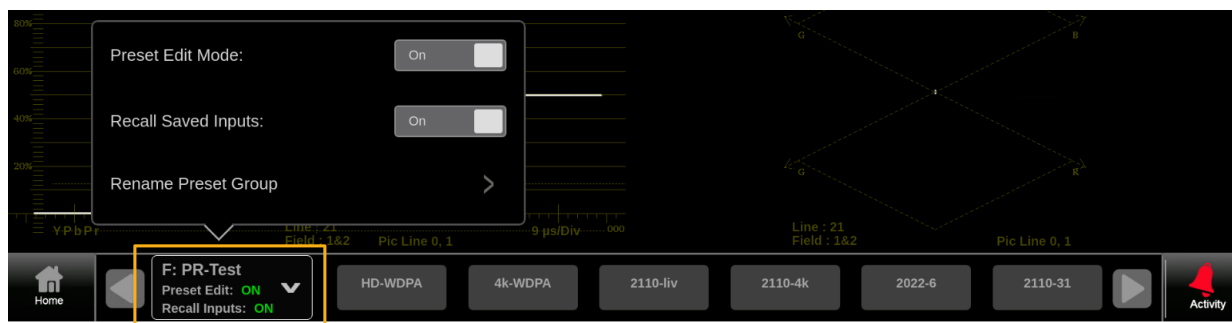 80%
60%
40%
20%
Preset Edit Mode: On
Recall Saved Inputs: On
Rename Preset Group
G
B
G
R
YPbPr
Line : 21
Field : 1&2 Pic Line 0, 1
9 µs/Div
000
Line : 21
Field : 1&2 Pic Line 0, 1
Home
F: PR-Test
Preset Edit: ON
Recall Inputs: ON
HD-WDPA
4k-WDPA
2110-liv
2110-4k
2022-6
2110-31
Activity